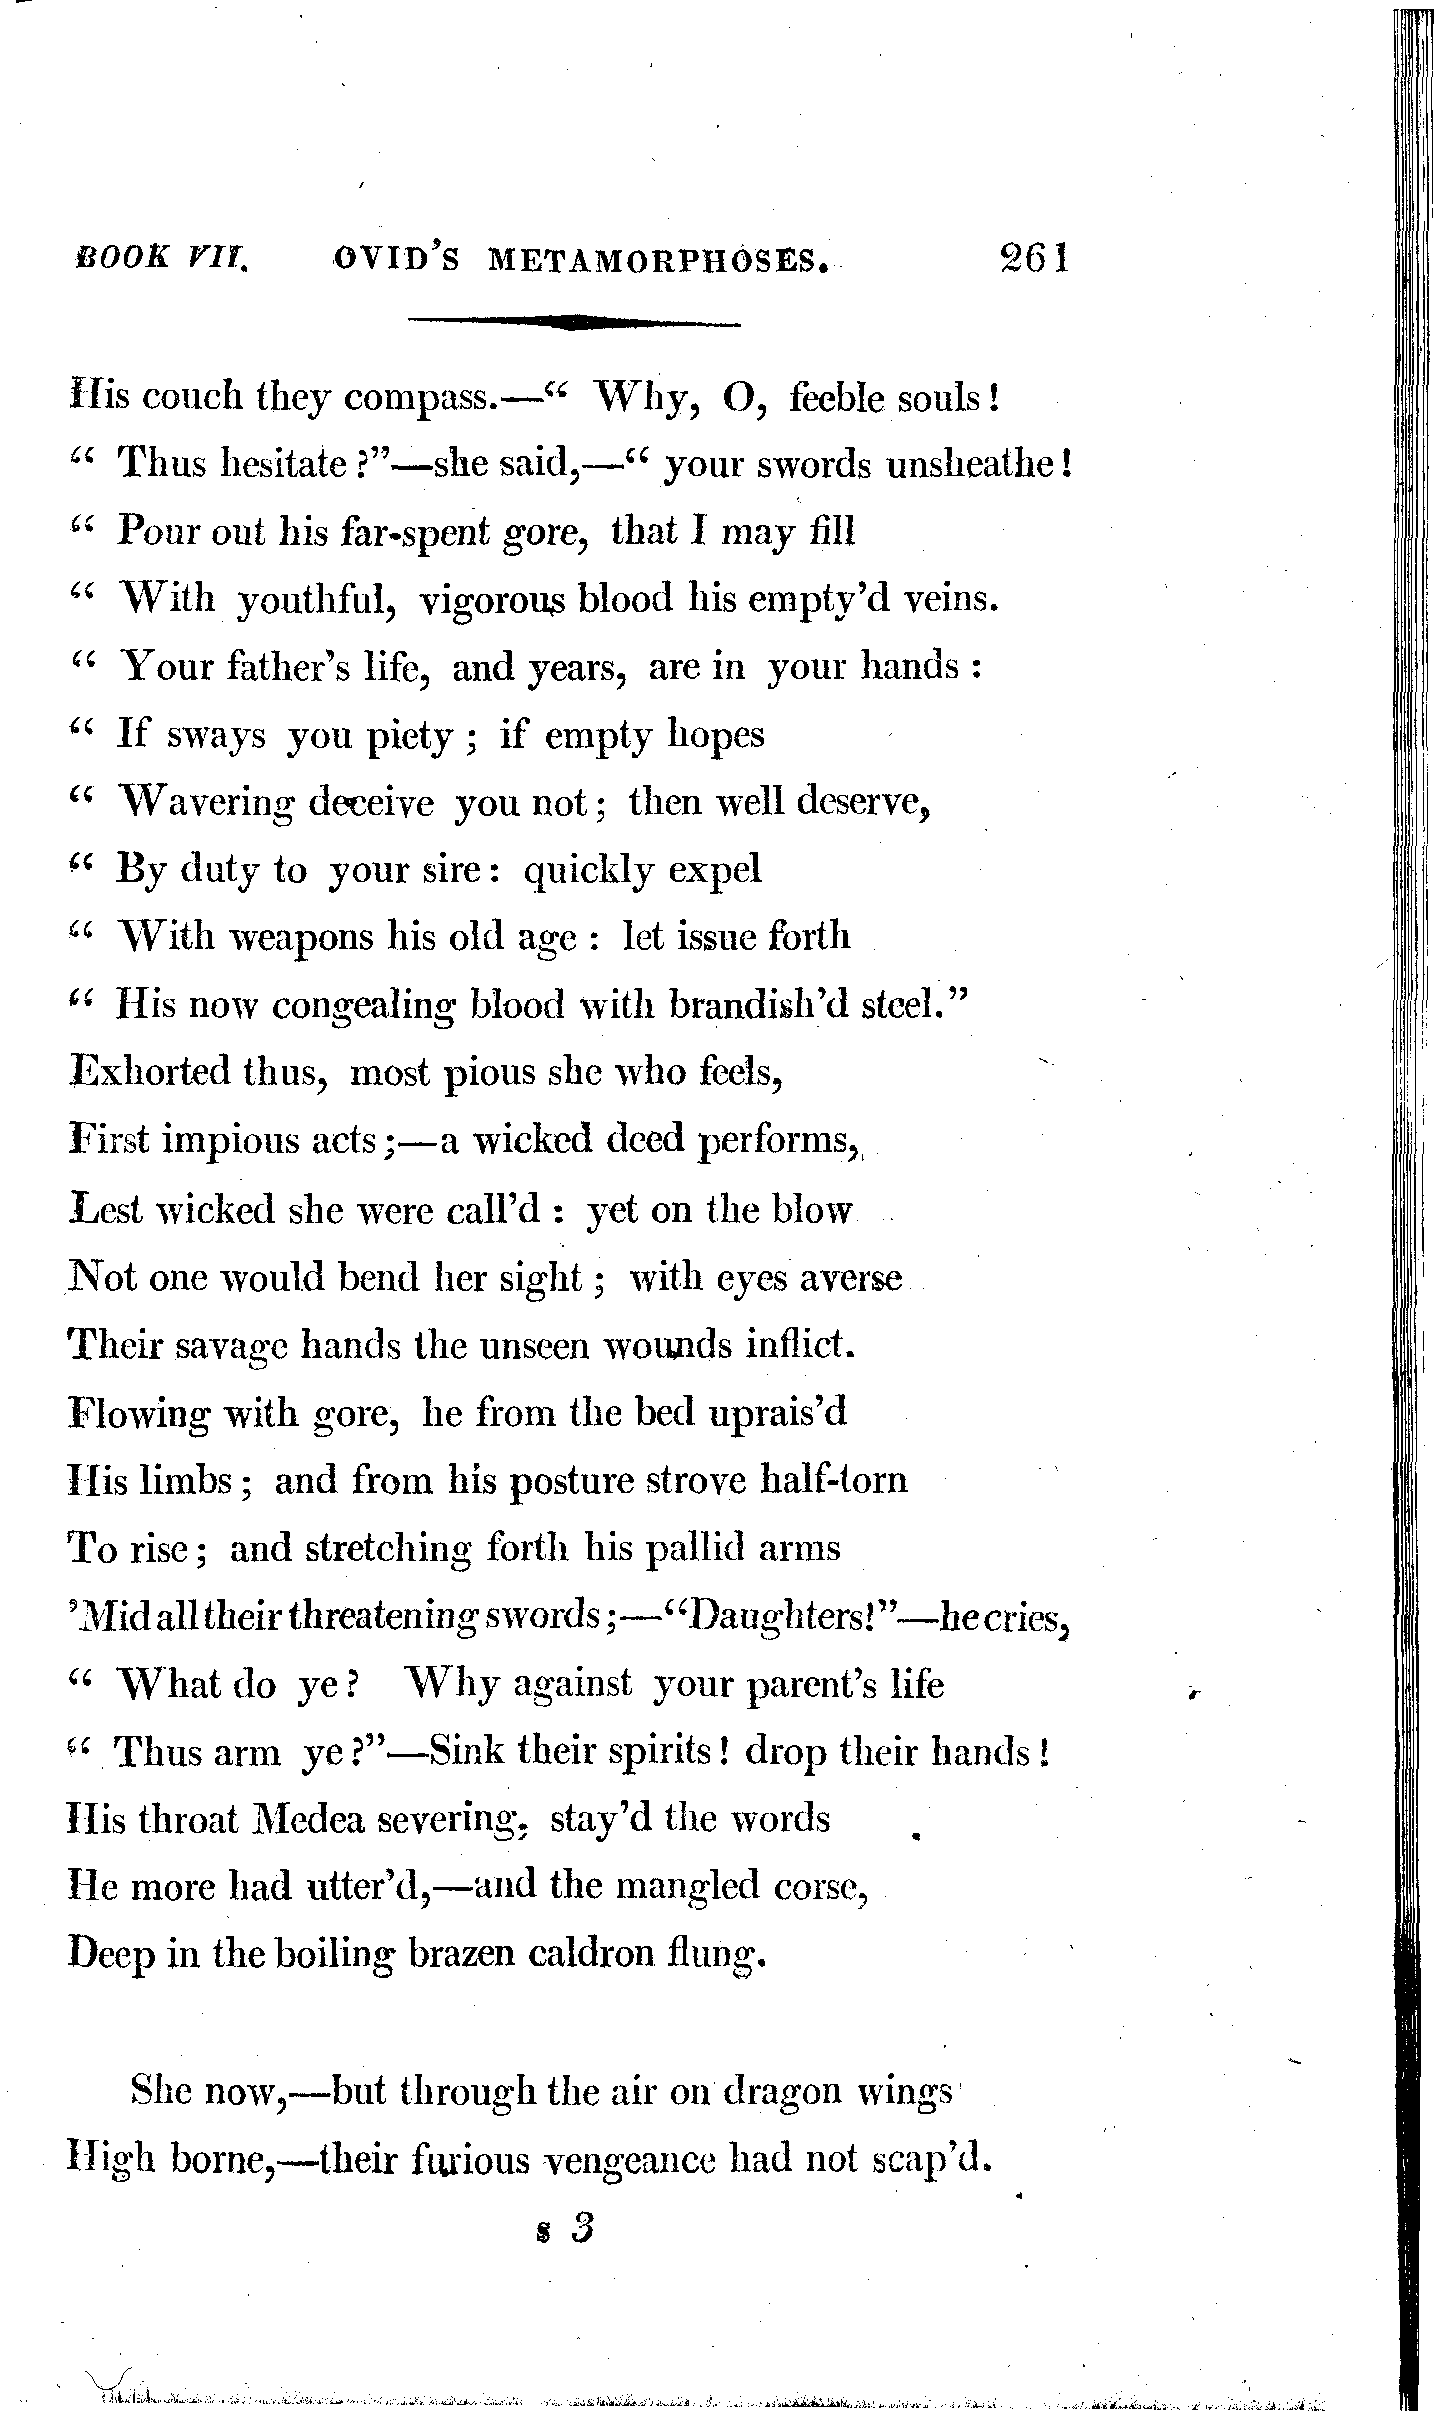 BOOK VII. OVID'S METAMORPHOSES. 261
His couch they compass.—“ Why, O, feeble souls!
“ Thus hesitate?”—she said,—“ your swords unsheathe!
“ Pour out his far-spent gore, that I may fill
“ With youthful, vigorous blood his empty'd veins.
“ Your father's life, and years, are in your hands :
“ If sways you piety ; if empty hopes
“ Wavering deceive you not ; then well deserve,
“ By duty to your sire : quickly expel
“ With weapons his old age : let issue forth
“ His now congealing blood with brandish'd steel.”
Exhorted thus, most pious she who feels,
First impious acts ;—a wicked deed performs,
Lest wicked she were call'd : yet on the blow
Not one would bend her sight ; with eyes averse
Their savage hands the unseen wounds inflict.
Flowing with gore, he from the bed uprais'd
His limbs ; and from his posture strove half-torn
To rise ; and stretching forth his pallid arms
'Mid all their threatening swords ;—“Daughters!”—he cries,
“ What do ye ? Why against your parent's life
“ Thus arm ye ?”—Sink their spirits ! drop their hands !
His throat Medea severing, stay'd the words
He more had utter'd,—and the mangled corse,
Deep in the boiling brazen caldron flung.
She now,—but through the air on dragon wings
High borne,—their furious vengeance had not scap'd.
s 3